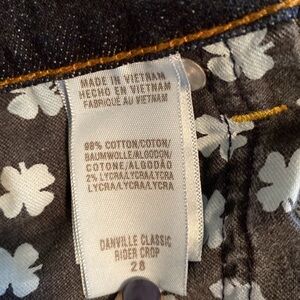 MADE IN VIETNAM
HECHO EN VIETNAM
FABRIQUÉ AU VIETNAM
98% COTTON/COTON/
BAUMWOLLE/ALGODON/
COTONE/ALGODÃO
2% LYCRA/LYCRA/LYCRA
LYCRA/LYCRA/LYCRA
DANVILLE CLASSIC
RIDER CROP
28